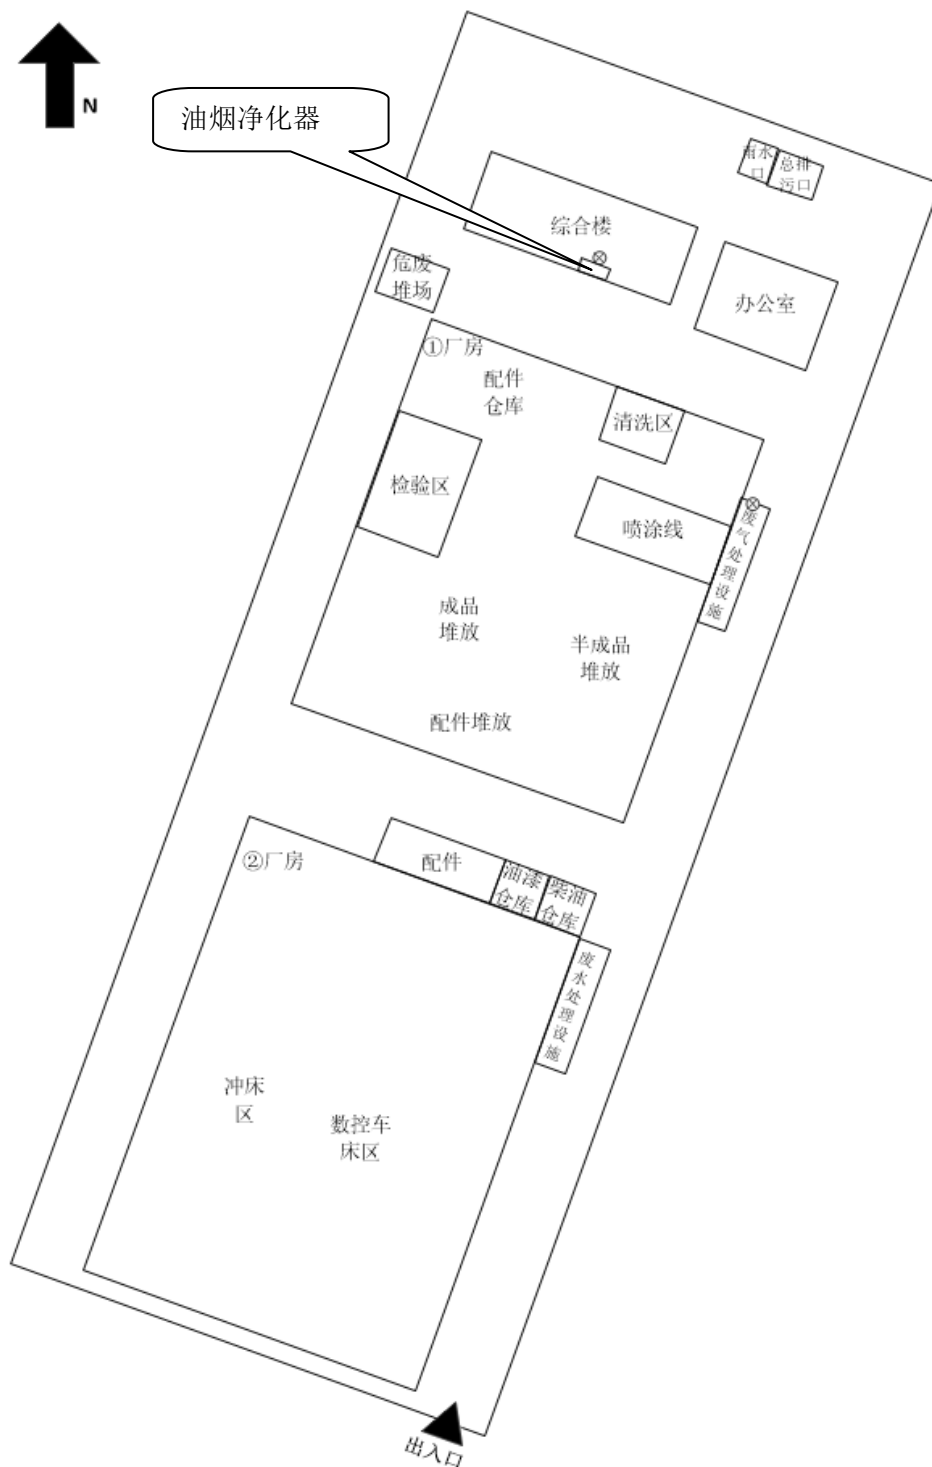 N
油烟净化器
雨水
口
总排
污口
综合楼
危废
堆场
办公室
①厂房
配件
仓库
清洗区
检验区
喷涂线
废气处理设施
成品
堆放
半成品
堆放
配件堆放
②厂房
配件
油漆
仓库
柴油
仓库
废水处理设施
冲床
区
数控车
床区
出入口